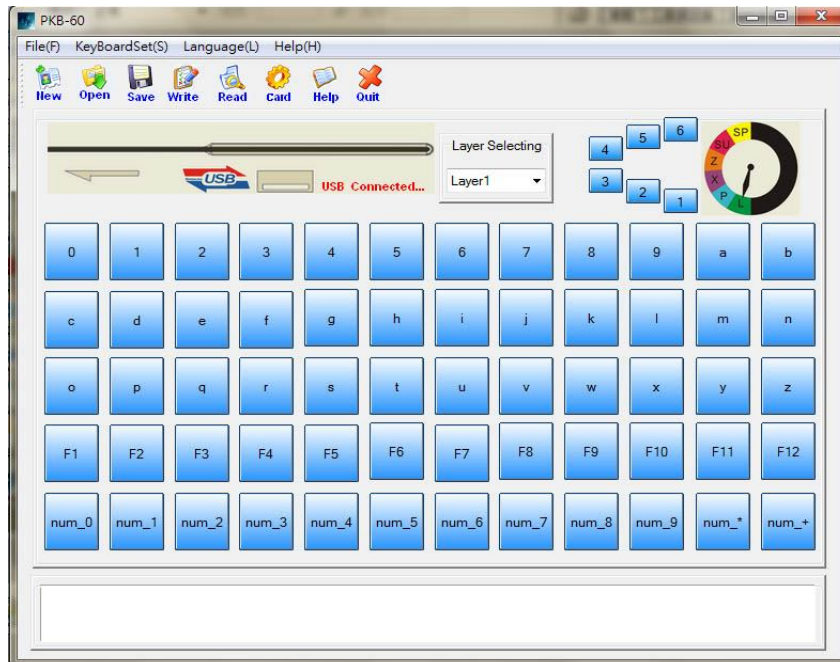 PKB-60
File(F) KeyBoardSet(S) Language(L) Help(H)
New Open Save Write Read Card Help Quit
USB
USB Connected...
Layer Selecting
Layer1
4 5 6
3 2 1
SP
SU
Z
X
P
L
0 1 2 3 4 5 6 7 8 9 a b
c d e f g h i j k l m n
o p q r s t u v w x y z
F1 F2 F3 F4 F5 F6 F7 F8 F9 F10 F11 F12
num_0 num_1 num_2 num_3 num_4 num_5 num_6 num_7 num_8 num_9 num_* num_+